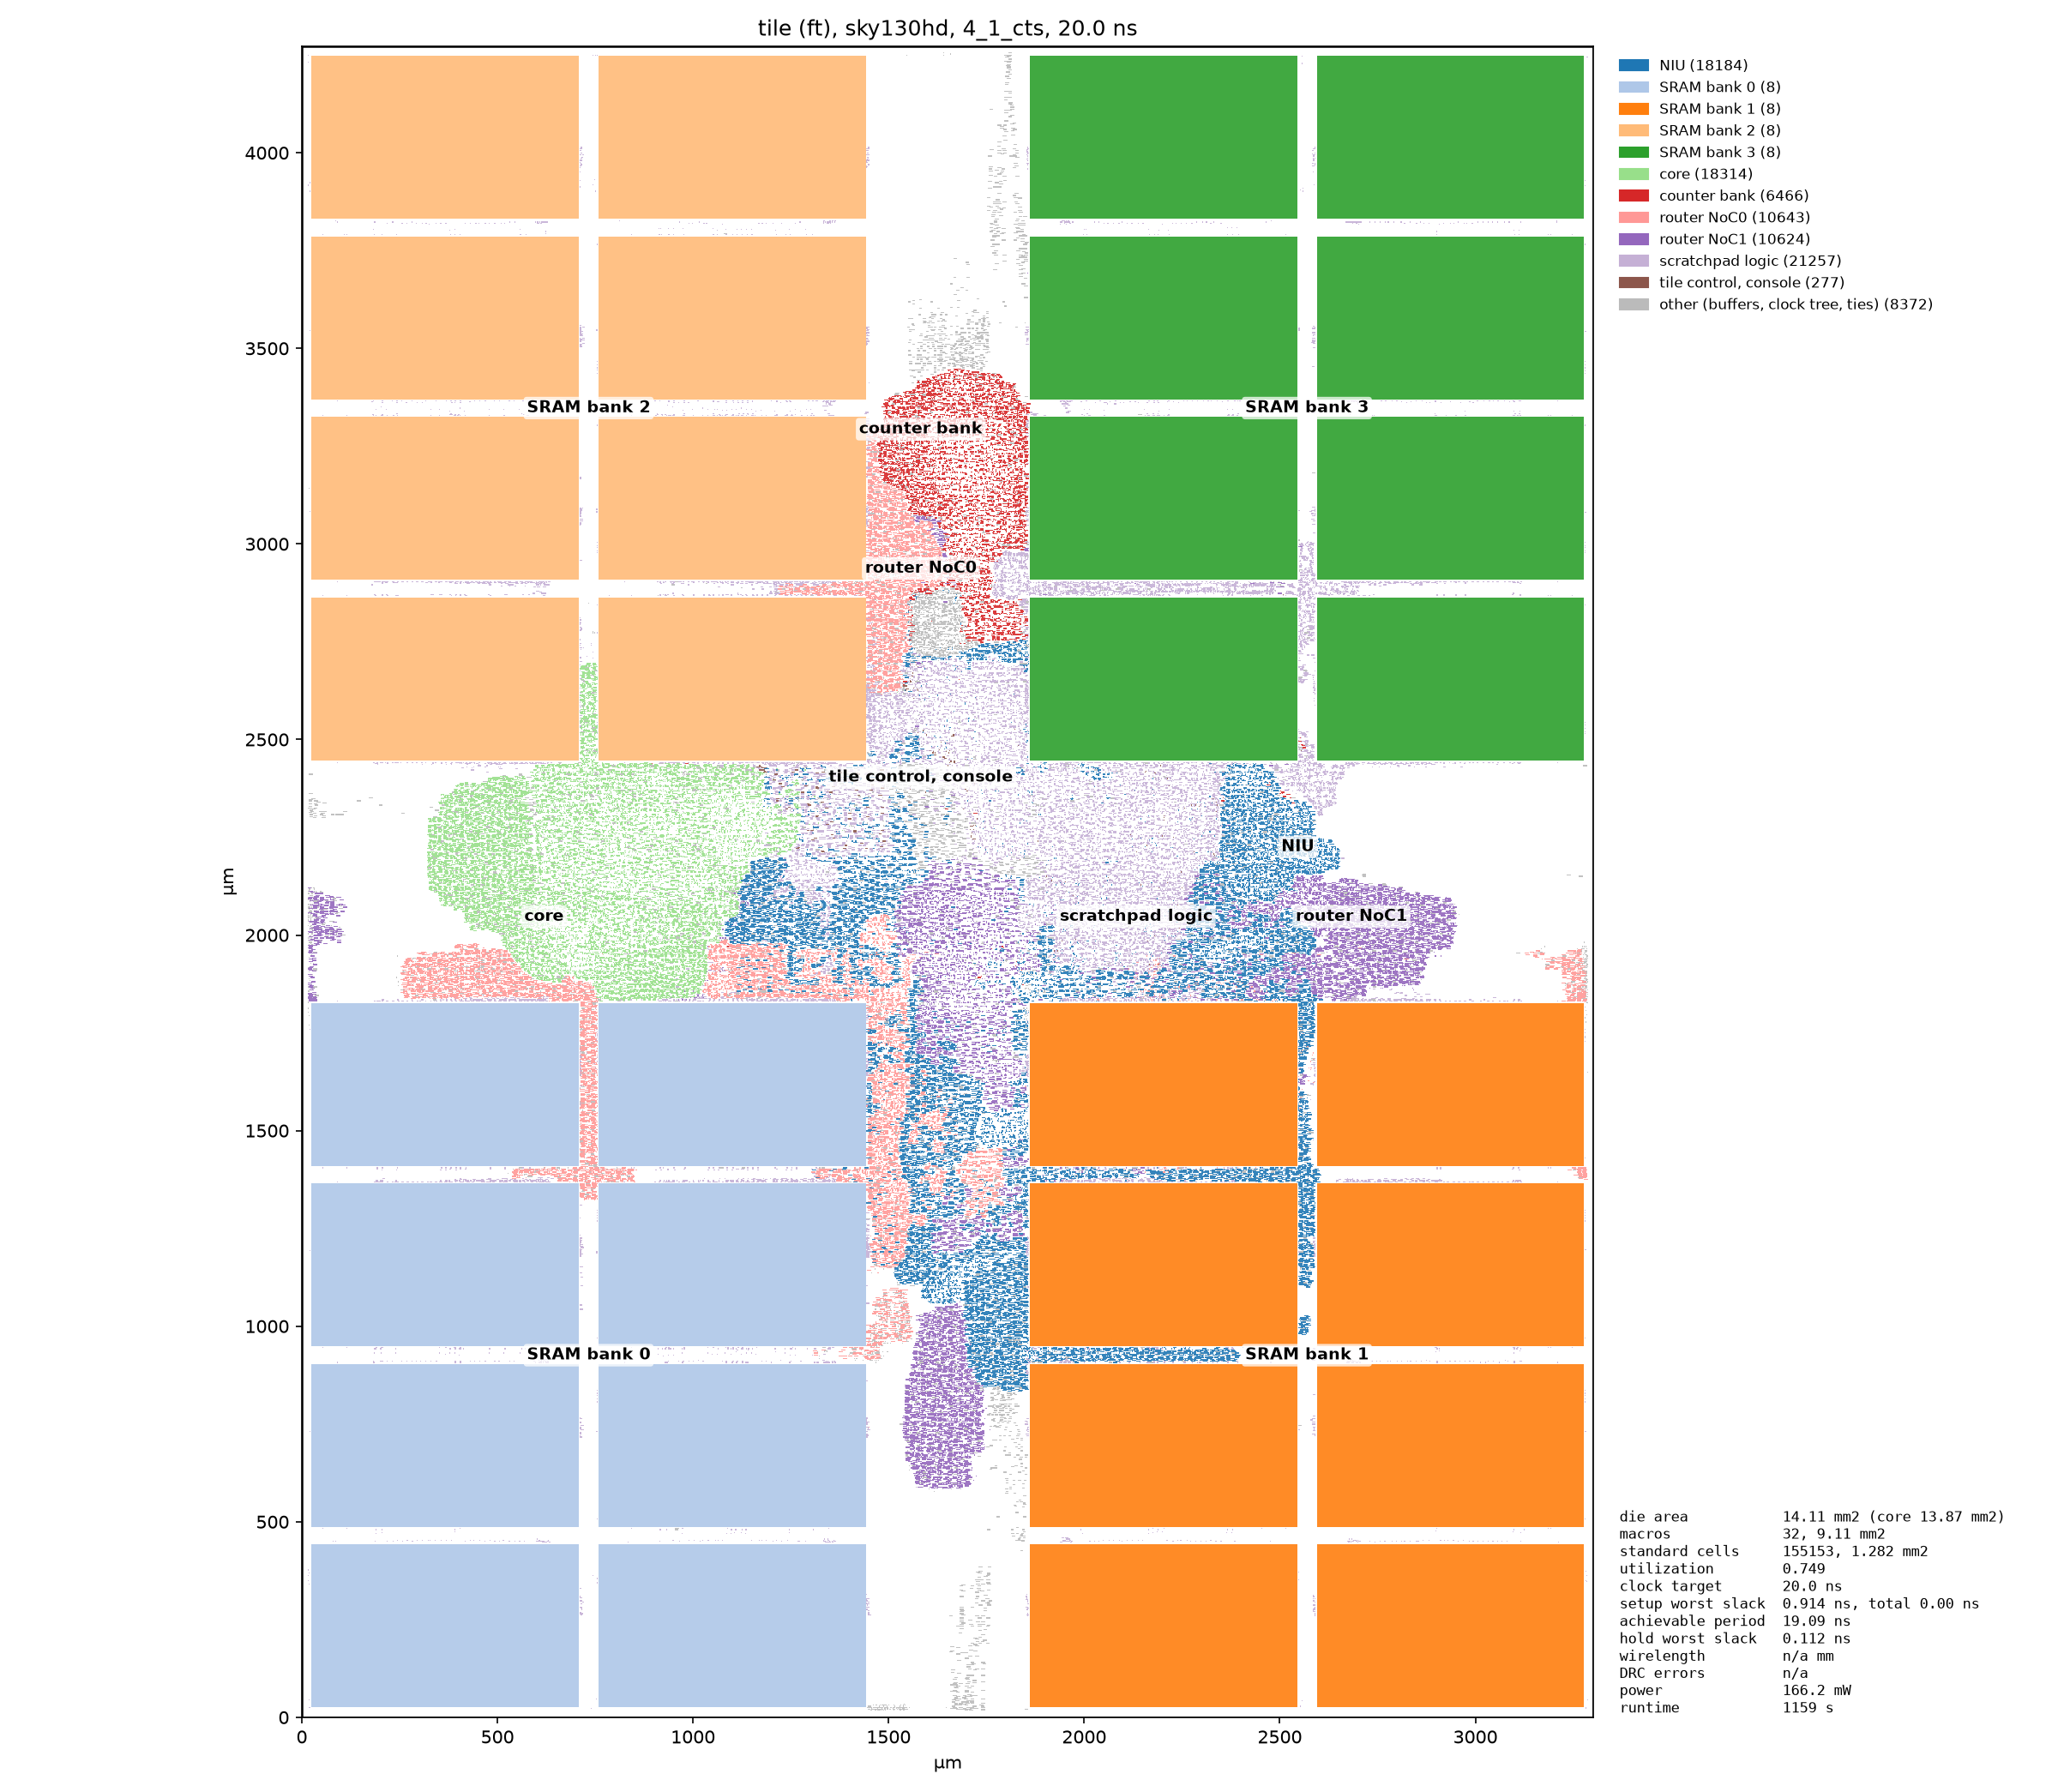 tile (ft), sky130hd, 4_1_cts, 20.0 ns
NIU (18184)
SRAM bank 0 (8)
SRAM bank 1 (8)
SRAM bank 2 (8)
SRAM bank 3 (8)
core (18314)
counter bank (6466)
router NoC0 (10643)
router NoC1 (10624)
scratchpad logic (21257)
tile control, console (277)
other (buffers, clock tree, ties) (8372)
4000
3500
3000
2500
2000
1500
1000
500
0
µm
SRAM bank 2
SRAM bank 3
counter bank
router NoC0
tile control, console
NIU
core
scratchpad logic
router NoC1
SRAM bank 0
SRAM bank 1
die area 14.11 mm2 (core 13.87 mm2)
macros 32, 9.11 mm2
standard cells 155153, 1.282 mm2
utilization 0.749
clock target 20.0 ns
setup worst slack 0.914 ns, total 0.00 ns
achievable period 19.09 ns
hold worst slack 0.112 ns
wirelength n/a mm
DRC errors n/a
power 166.2 mW
runtime 1159 s
0 500 1000 1500 2000 2500 3000
µm